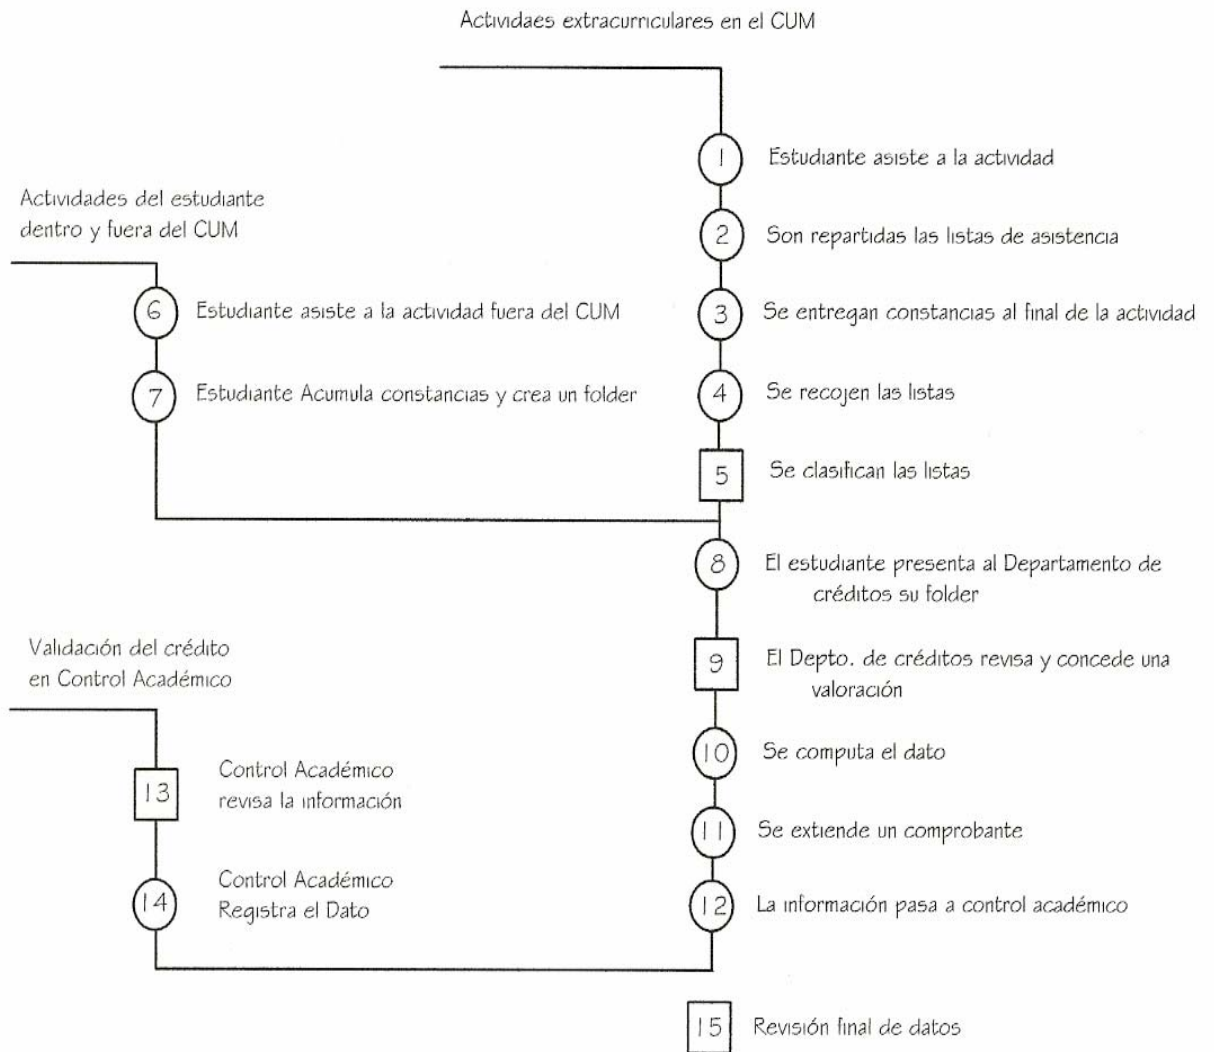 Actividaes extracurriculares en el CUM
1 Estudiante asiste a la actividad
2 Son repartidas las listas de asistencia
3 Se entregan constancias al final de la actividad
4 Se recojen las listas
5 Se clasifican las listas
Actividades del estudiante
dentro y fuera del CUM
6 Estudiante asiste a la actividad fuera del CUM
7 Estudiante Acumula constancias y crea un folder
8 El estudiante presenta al Departamento de
créditos su folder
9 El Depto. de créditos revisa y concede una
valoración
10 Se computa el dato
11 Se extiende un comprobante
12 La información pasa a control académico
Validación del crédito
en Control Académico
13 Control Académico
revisa la información
14 Control Académico
Registra el Dato
15 Revisión final de datos